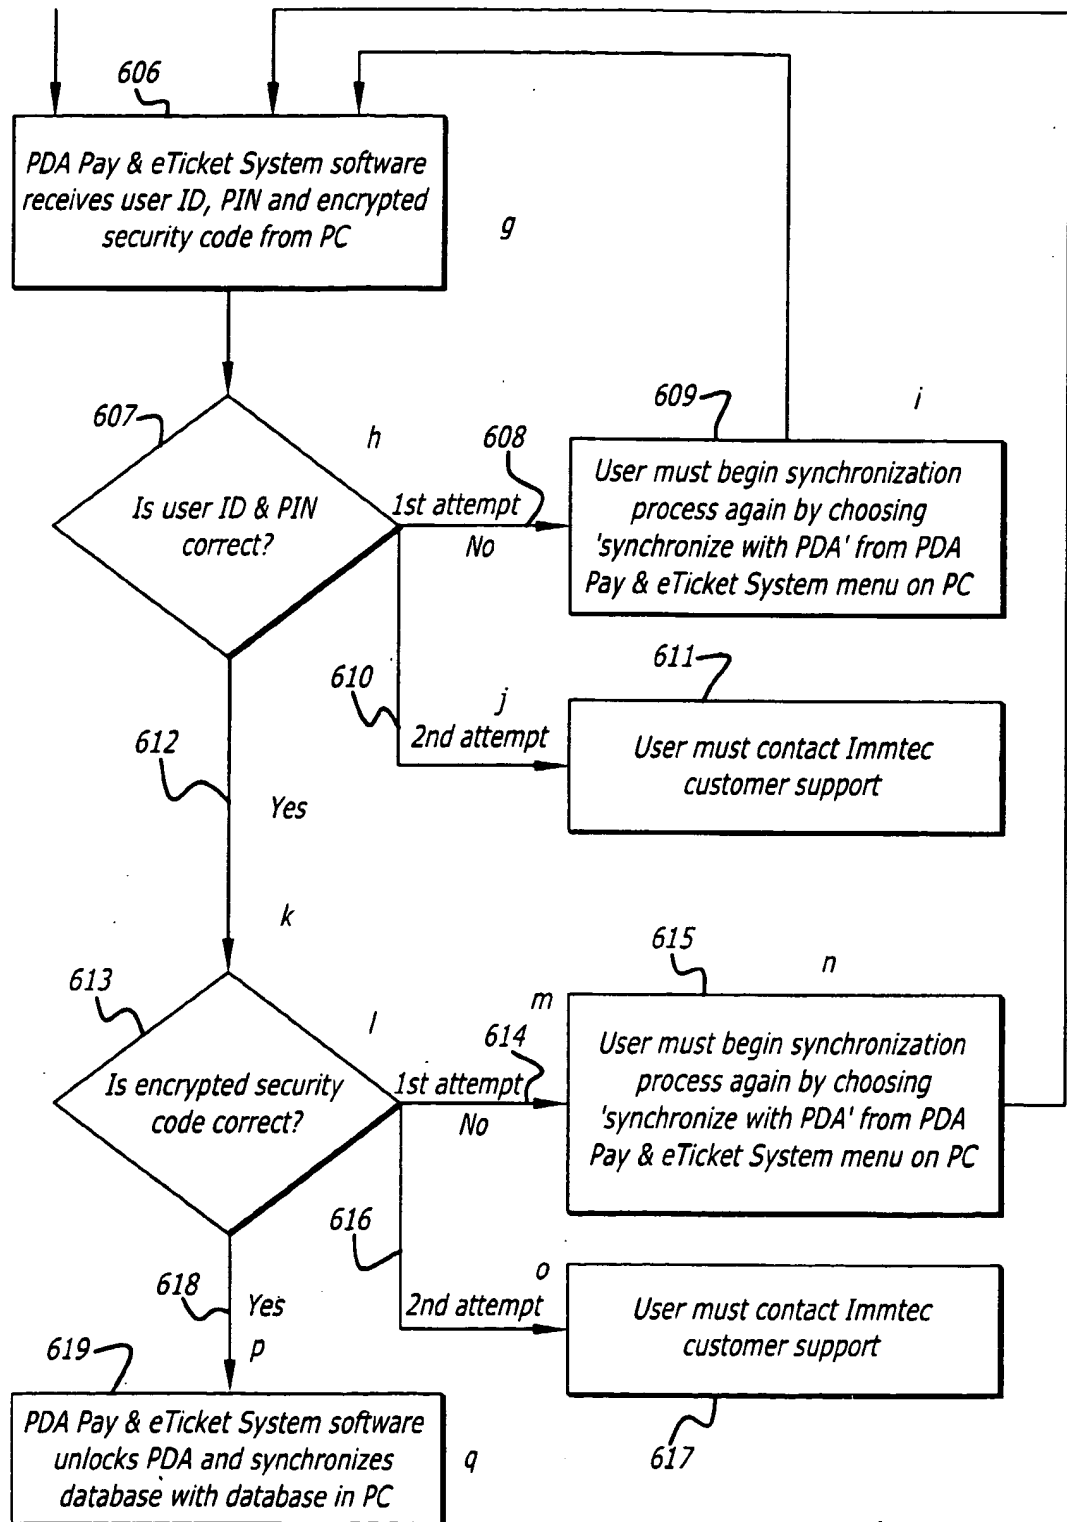 606
PDA Pay & eTicket System software
receives user ID, PIN and encrypted
security code from PC
g
607
h
608
609
i
Is user ID & PIN
correct?
1st attempt
No
User must begin synchronization
process again by choosing
'synchronize with PDA' from PDA
Pay & eTicket System menu on PC
610
j
2nd attempt
611
User must contact Immtec
customer support
612
Yes
k
613
l
m
614
615
n
Is encrypted security
code correct?
1st attempt
No
User must begin synchronization
process again by choosing
'synchronize with PDA' from PDA
Pay & eTicket System menu on PC
616
o
2nd attempt
User must contact Immtec
customer support
617
618
Yes
p
619
PDA Pay & eTicket System software
unlocks PDA and synchronizes
database with database in PC
q